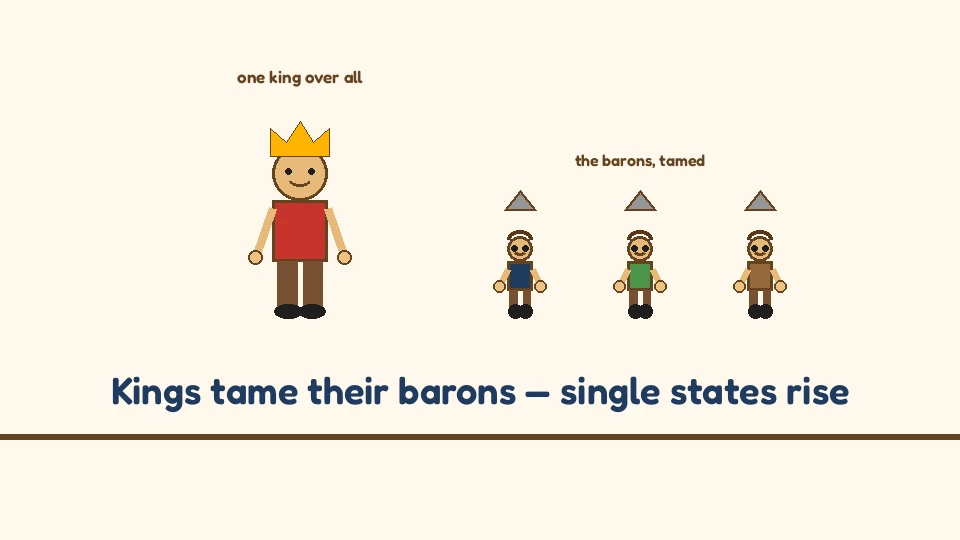 one king over all
the barons, tamed
Kings tame their barons — single states rise